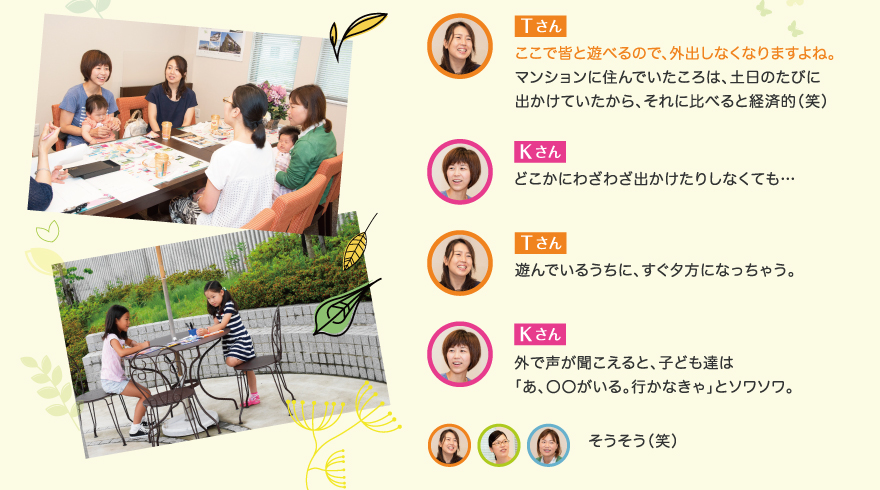 Tさん
ここで皆と遊べるので、外出しなくなりますよね。
マンションに住んでいたころは、土日のたびに
出かけていたから、それに比べると経済的（笑）
Kさん
どこかにわざわざ出かけたりしなくても…
Tさん
遊んでいるうちに、すぐ夕方になっちゃう。
Kさん
外で声が聞こえると、子ども達は
「あ、〇〇がいる。行かなきゃ」とソワソワ。
そうそう（笑）